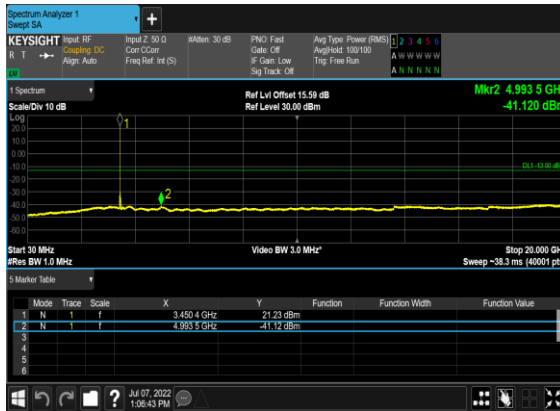 Spectrum Analyzer 1
Swept SA
+
KEYSIGHT Input: RF Input Z: 50 Ω #Atten: 30 dB PNO: Fast Avg Type: Power (RMS) 1 2 3 4 5 6
R T Coupling: DC Corr CCorr Gate: Off Avg|Hold: 100/100 A W W W W W
Align: Auto Freq Ref: Int (S) IF Gain: Low Trig: Free Run
Sig Track: Off A N N N N N
1 Spectrum Ref Lvl Offset 15.59 dB Mkr2 4.993 5 GH
Scale/Div 10 dB Ref Level 30.00 dBm -41.120 dBr
Log
1
20.0
10.0
0.00
-10.0
DL1 -13.00 dB
-20.0
-30.0
2
-40.0
-50.0
-60.0
Start 30 MHz Video BW 3.0 MHz* Stop 20.000 GH
#Res BW 1.0 MHz Sweep ~38.3 ms (40001 pt
5 Marker Table
Mode Trace Scale X Y Function Function Width Function Value
1 N 1 f 3.450 4 GHz 21.23 dBm
2 N 1 f 4.993 5 GHz -41.12 dBm
3
4
5
6
? Jul 07, 2022
1:06:43 PM